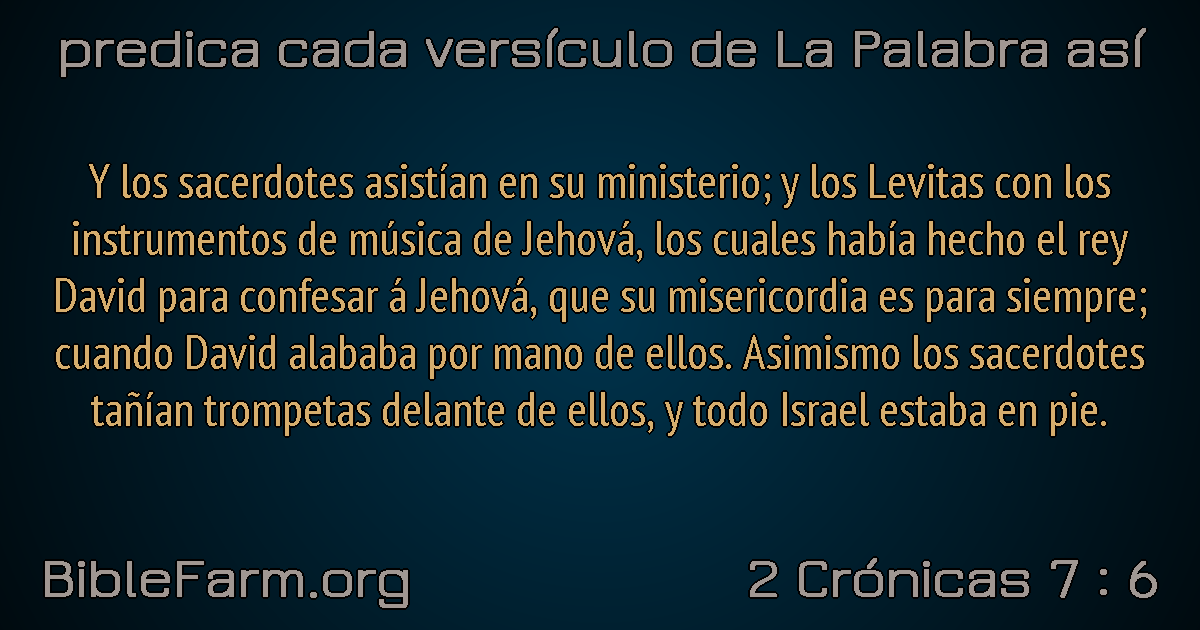 predica cada versículo de La Palabra así
Y los sacerdotes asistían en su ministerio; y los Levitas con los
instrumentos de música de Jehová, los cuales había hecho el rey
David para confesar á Jehová, que su misericordia es para siempre;
cuando David alababa por mano de ellos. Asimismo los sacerdotes
tañían trompetas delante de ellos, y todo Israel estaba en pie.
BibleFarm.org
2 Crónicas 7 : 6